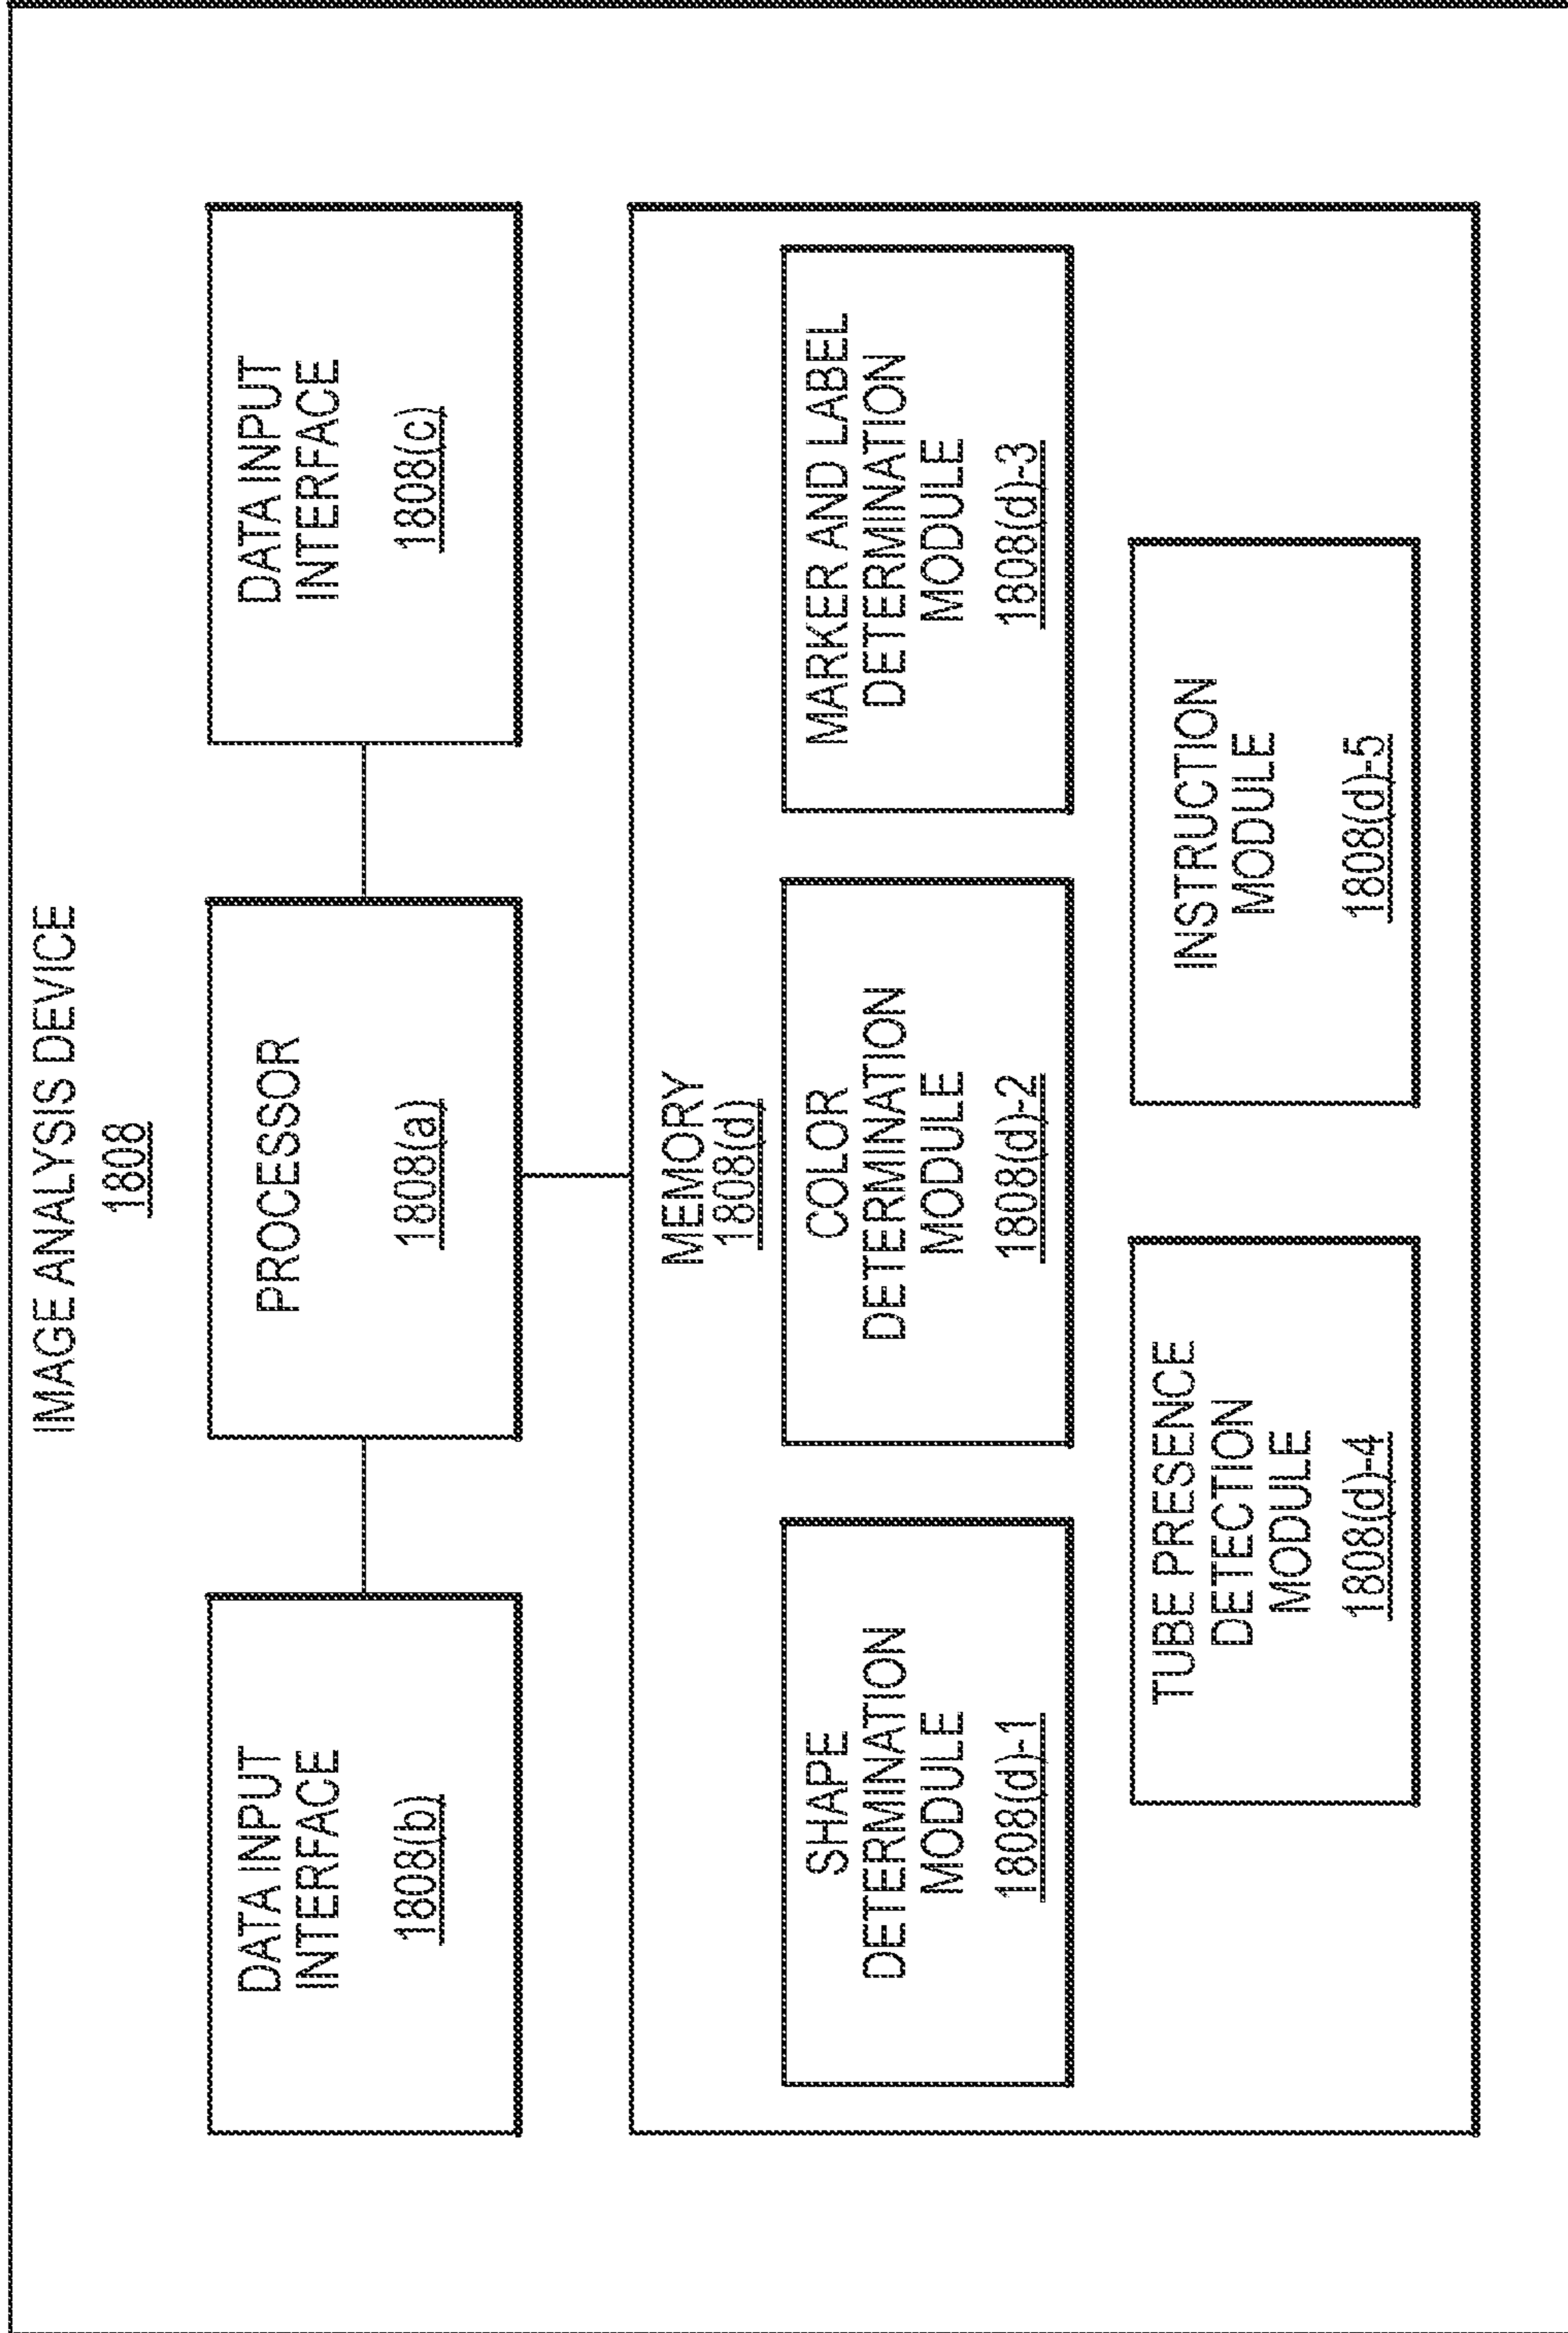 IMAGE ANALYSIS DEVICE
1808
DATA INPUT
INTERFACE
1808(b)
PROCESSOR
1808(a)
DATA INPUT
INTERFACE
1808(c)
MEMORY
1808(d)
SHAPE
DETERMINATION
MODULE
1808(d)-1
COLOR
DETERMINATION
MODULE
1808(d)-2
MARKER AND LABEL
DETERMINATION
MODULE
1808(d)-3
TUBE PRESENCE
DETECTION
MODULE
1808(d)-4
INSTRUCTION
MODULE
1808(d)-5